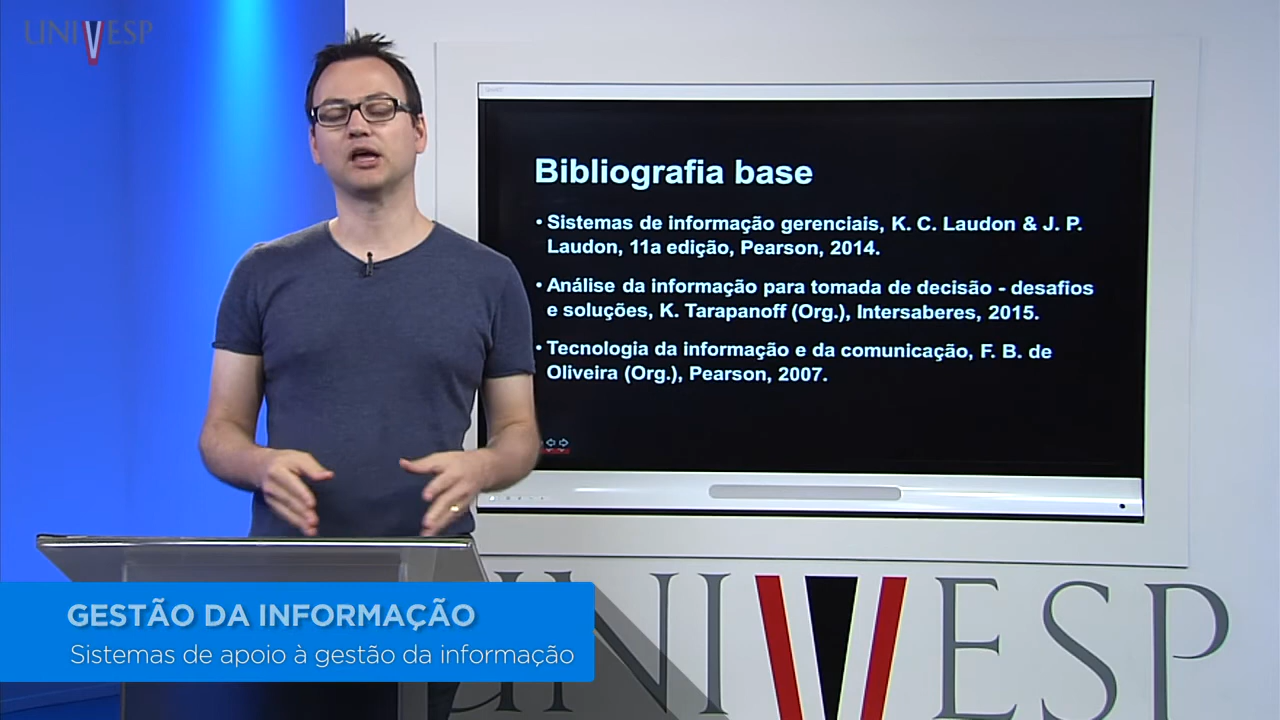 UNIVESP
Bibliografia base
• Sistemas de informação gerenciais, K. C. Laudon & J. P.
Laudon, 11a edição, Pearson, 2014.
• Análise da informação para tomada de decisão - desafios
e soluções, K. Tarapanoff (Org.), Intersaberes, 2015.
• Tecnologia da informação e da comunicação, F. B. de
Oliveira (Org.), Pearson, 2007.
GESTÃO DA INFORMAÇÃO
Sistemas de apoio à gestão da informação
UNIVESP